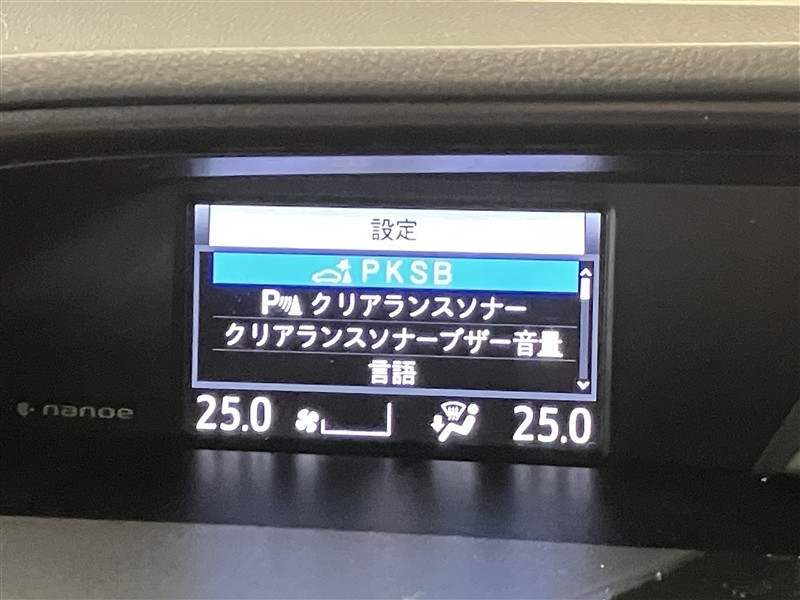 設定
PKSB
P クリアランスソナー
クリアランスソナーブザー音量
言語
nanoe
25.0 25.0